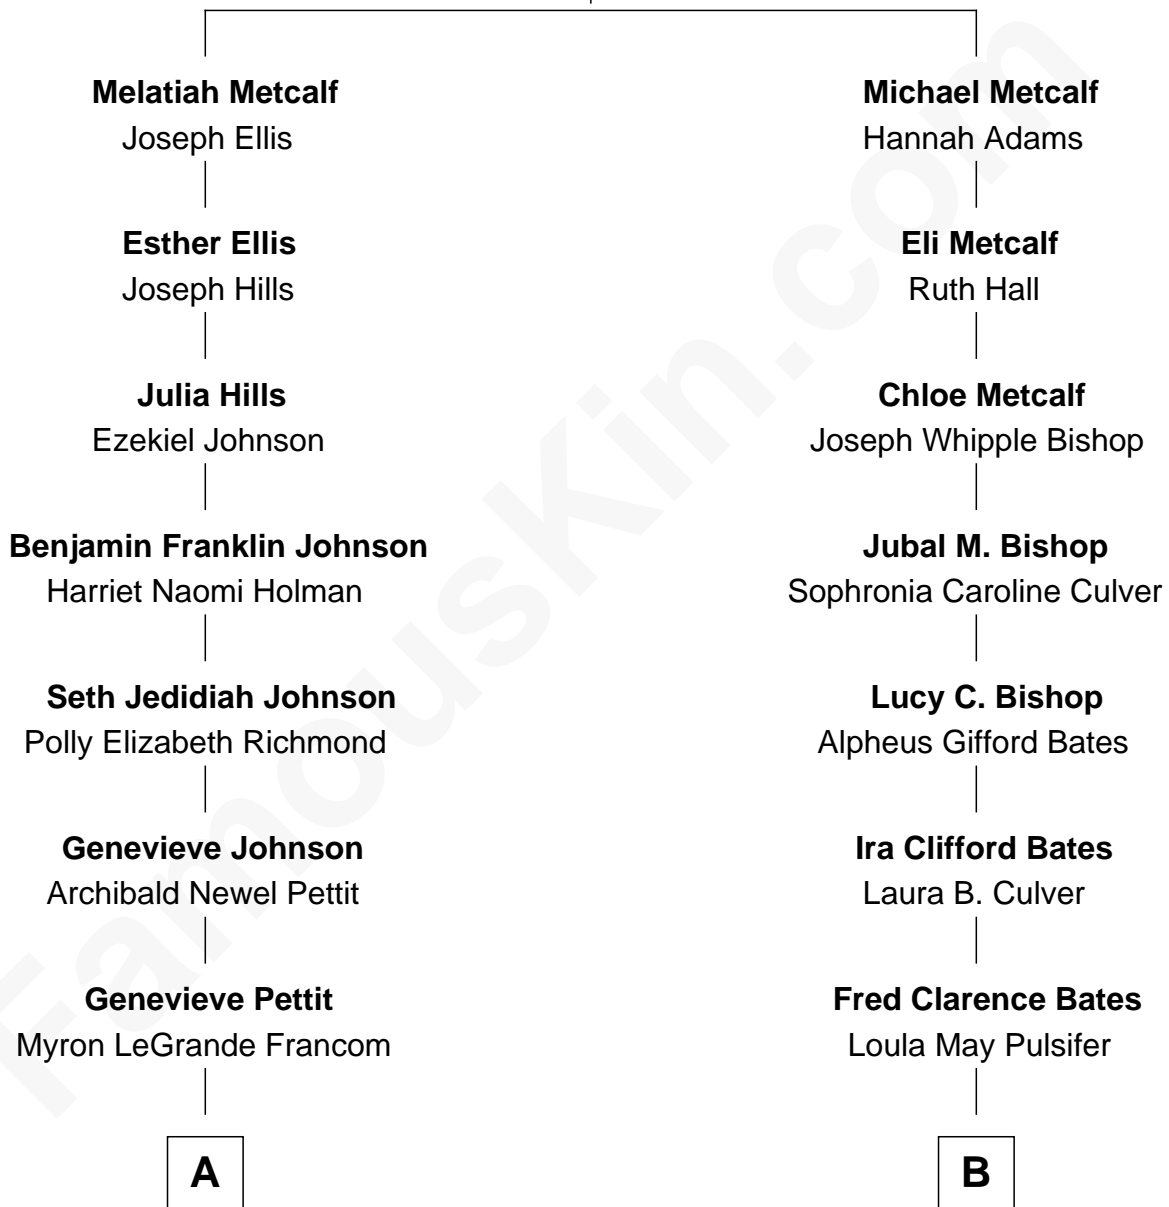 Melatiah Metcalf
Joseph Ellis
Esther Ellis
Joseph Hills
Julia Hills
Ezekiel Johnson
Benjamin Franklin Johnson
Harriet Naomi Holman
Seth Jedidiah Johnson
Polly Elizabeth Richmond
Genevieve Johnson
Archibald Newel Pettit
Genevieve Pettit
Myron LeGrande Francom
A
Michael Metcalf
Hannah Adams
Eli Metcalf
Ruth Hall
Chloe Metcalf
Joseph Whipple Bishop
Jubal M. Bishop
Sophronia Caroline Culver
Lucy C. Bishop
Alpheus Gifford Bates
Ira Clifford Bates
Laura B. Culver
Fred Clarence Bates
Loula May Pulsifer
B
FamousKin.com